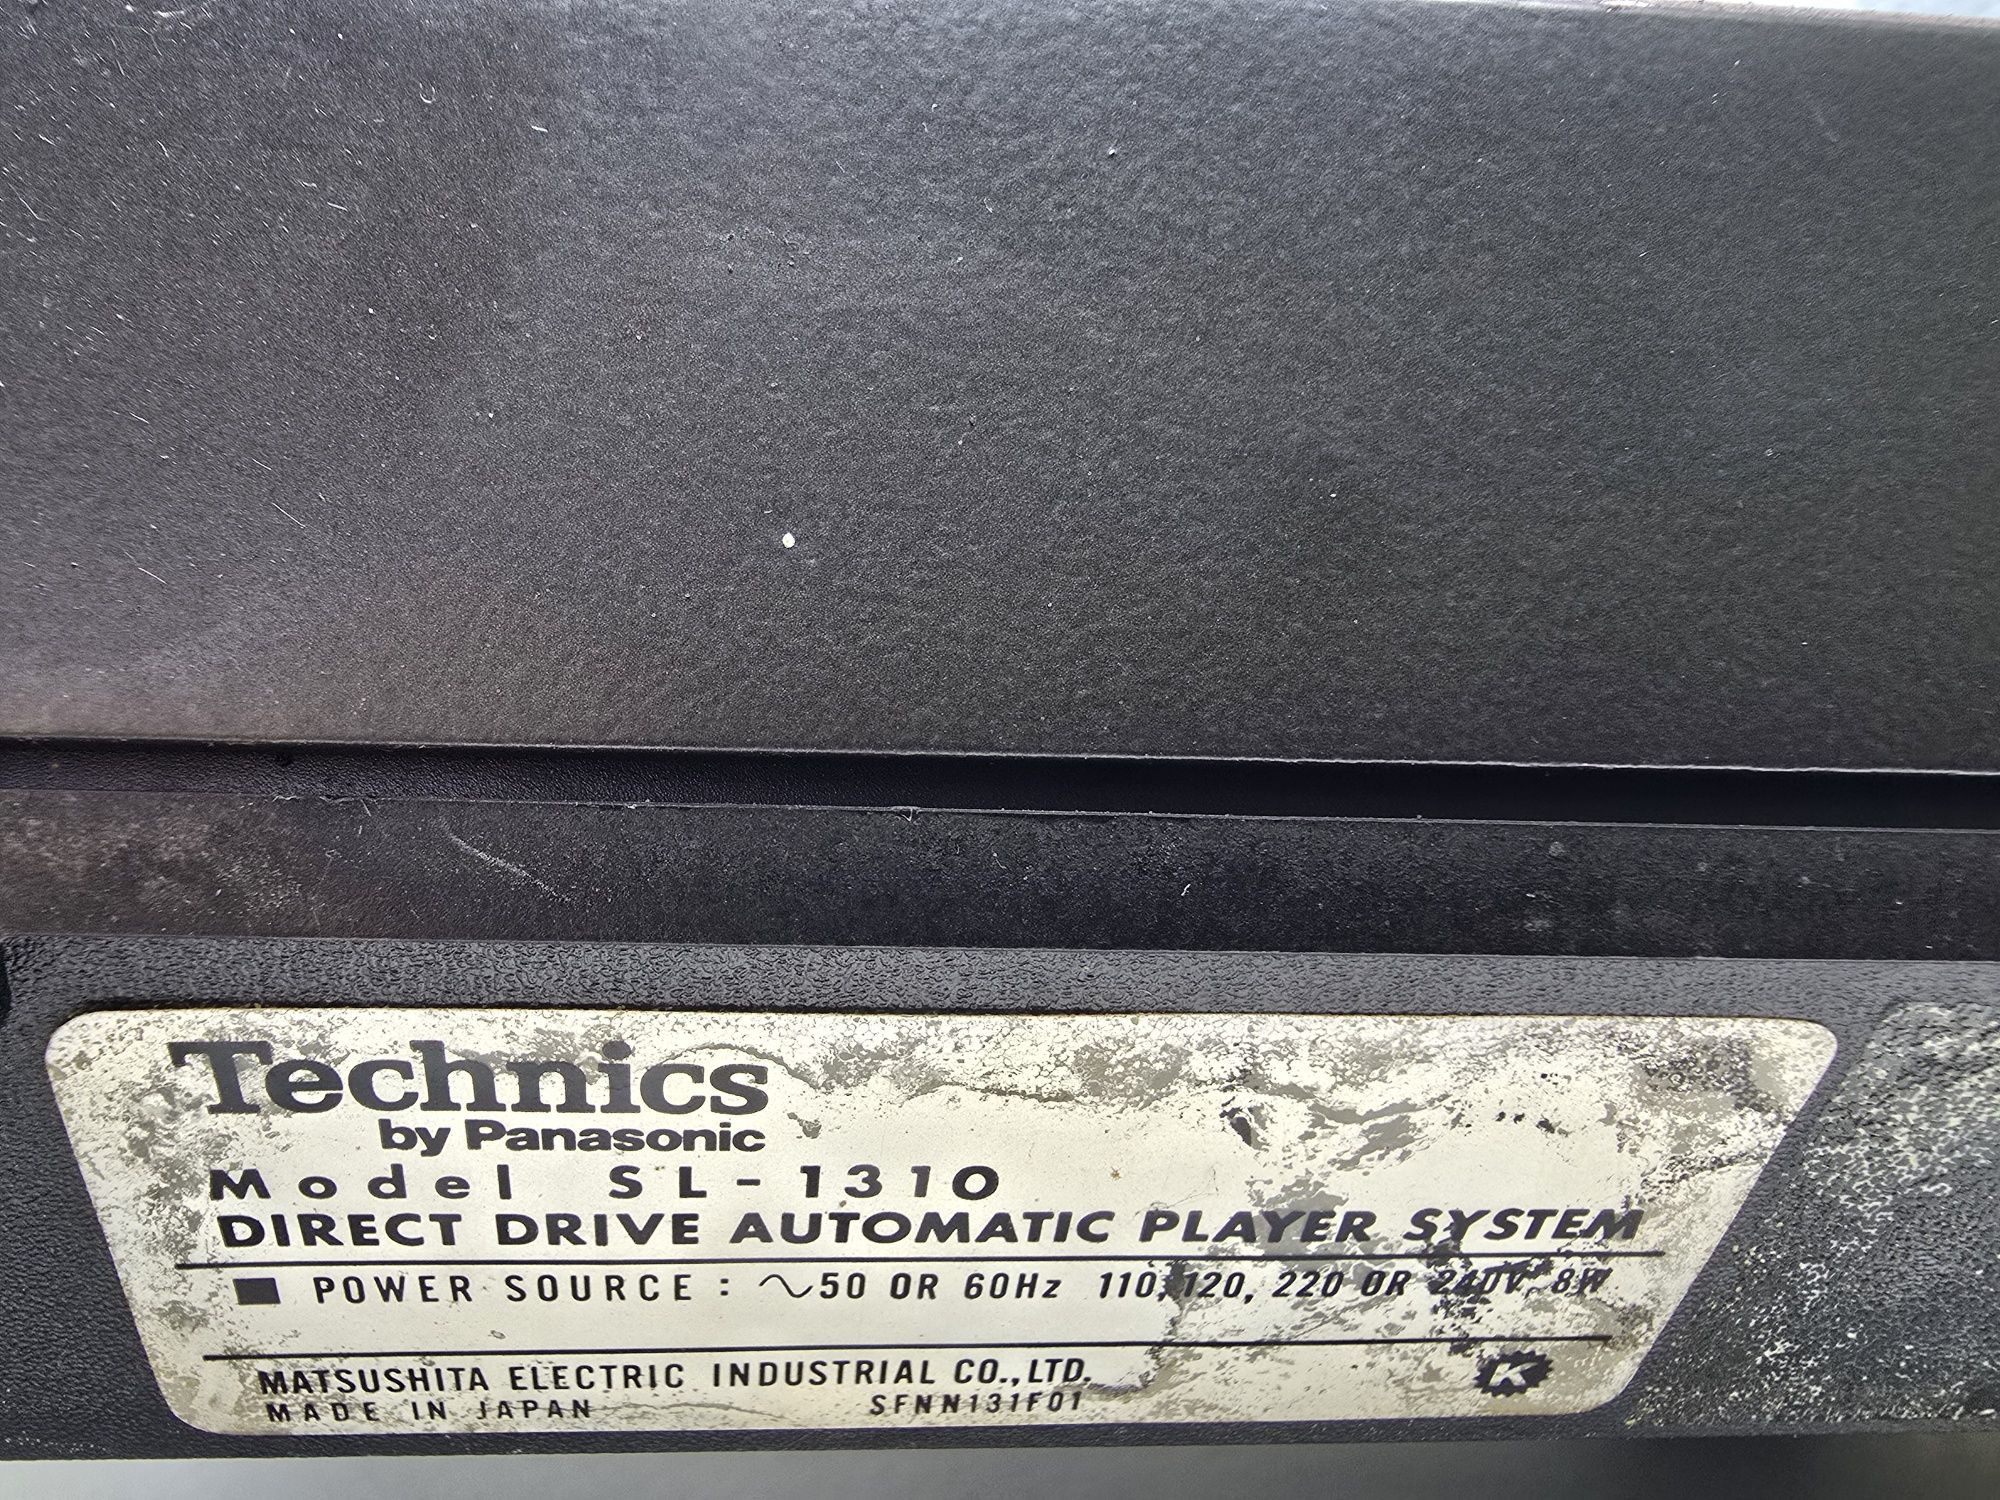 Technics
by Panasonic
Model SL-1310
DIRECT DRIVE AUTOMATIC PLAYER SYSTEM
■ POWER SOURCE : ∿50 OR 60Hz 110, 120, 220 OR 240V 8W
MATSUSHITA ELECTRIC INDUSTRIAL CO., LTD.
MADE IN JAPAN SFNN131F01
K